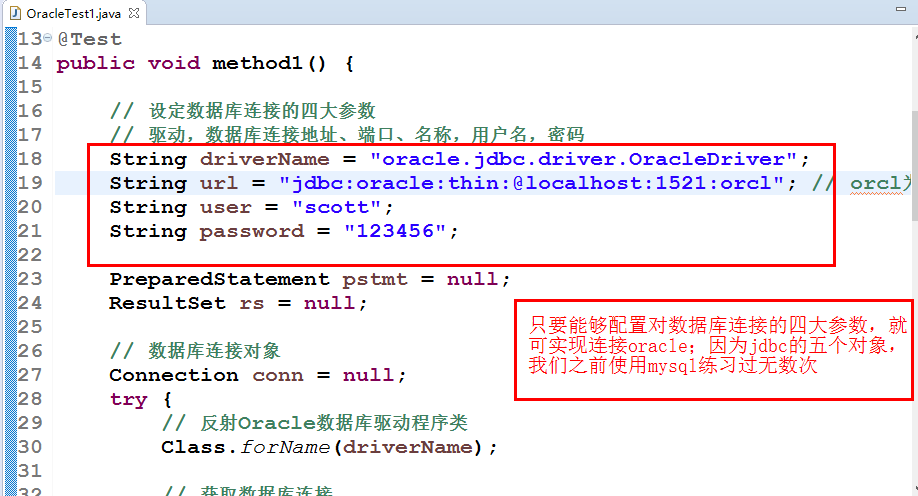 OracleTest1.java
13 @Test
14 public void method1() {
15
16 // 设定数据库连接的四大参数
17 // 驱动，数据库连接地址、端口、名称，用户名，密码
18 String driverName = "oracle.jdbc.driver.OracleDriver";
19 String url = "jdbc:oracle:thin:@localhost:1521:orcl"; // orcl为
20 String user = "scott";
21 String password = "123456";
22
23 PreparedStatement pstmt = null;
24 ResultSet rs = null;
25
26 // 数据库连接对象
27 Connection conn = null;
28 try {
29 // 反射Oracle数据库驱动程序类
30 Class.forName(driverName);
31
32 // 获取数据库连接
只要能够配置对数据库连接的四大参数，就
可实现连接oracle；因为jdbc的五个对象，
我们之前使用mysql练习过无数次